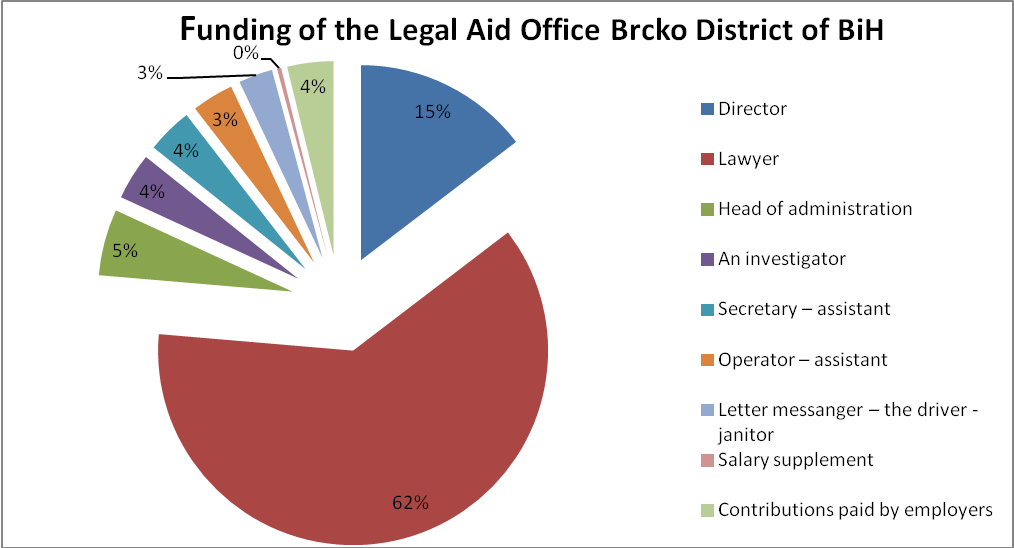 Funding of the Legal Aid Office Brcko District of BiH
0%
3%
4%
15%
3%
4%
4%
5%
62%
Director
Lawyer
Head of administration
An investigator
Secretary – assistant
Operator – assistant
Letter messanger – the driver -
janitor
Salary supplement
Contributions paid by employers